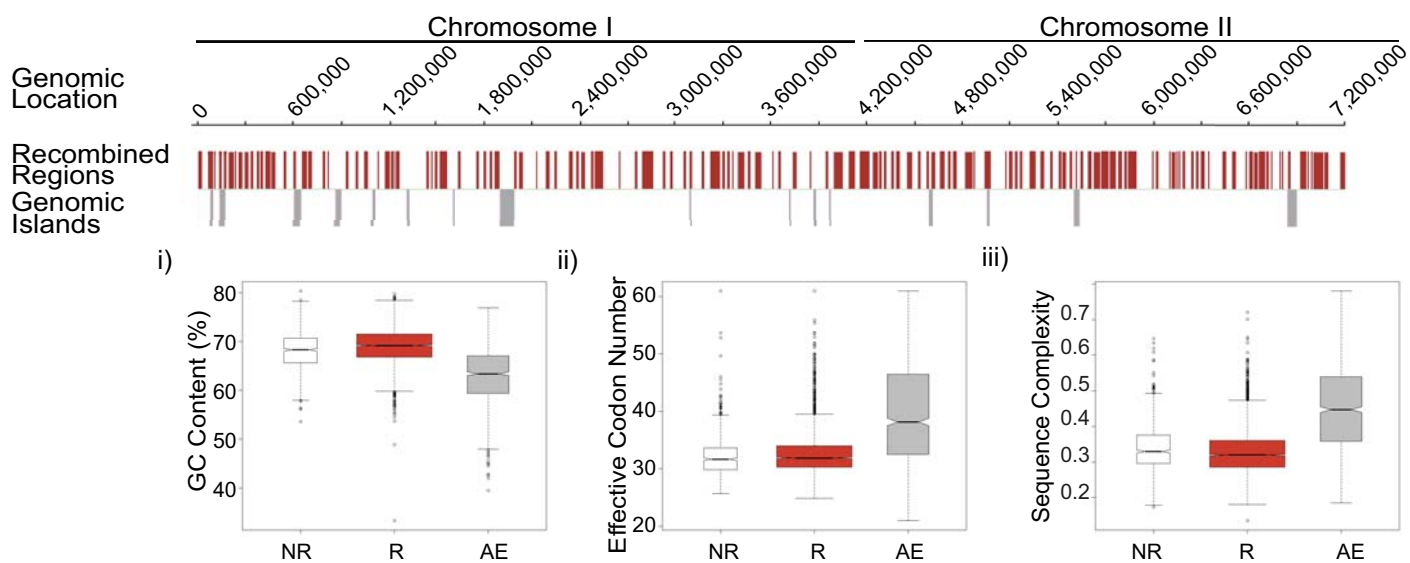 Chromosome I
Chromosome II
Genomic
Location
0
600,000
1,200,000
1,800,000
2,400,000
3,000,000
3,600,000
4,200,000
4,800,000
5,400,000
6,000,000
6,600,000
7,200,000
Recombined
Regions
Genomic
Islands
i)
GC Content (%)
80
70
60
50
40
NR
R
AE
ii)
Effective Codon Number
60
50
40
30
20
NR
R
AE
iii)
Sequence Complexity
0.7
0.6
0.5
0.4
0.3
0.2
NR
R
AE